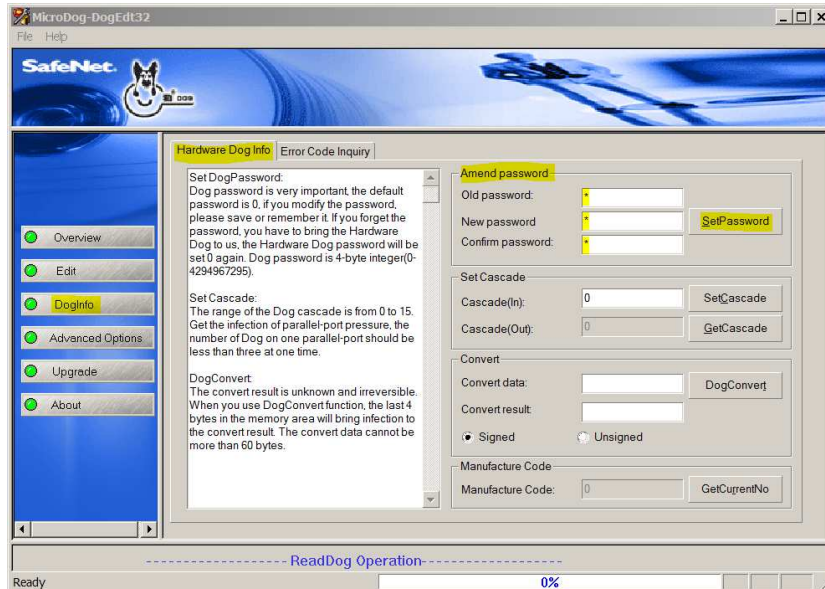 MicroDog-DogEdt32
File Help
SafeNet.
DOG
Overview
Edit
DogInfo
Advanced Options
Upgrade
About
Hardware Dog Info Error Code Inquiry
Set DogPassword:
Dog password is very important, the default
password is 0, if you modify the password,
please save or remember it. If you forget the
password, you have to bring the Hardware
Dog to us, the Hardware Dog password will be
set 0 again. Dog password is 4-byte integer(0-
4294967295).
Set Cascade:
The range of the Dog cascade is from 0 to 15.
Get the infection of parallel-port pressure, the
number of Dog on one parallel-port should be
less than three at one time.
DogConvert:
The convert result is unknown and irreversible.
When you use DogConvert function, the last 4
bytes in the memory area will bring infection to
the convert result. The convert data cannot be
more than 60 bytes.
Amend password
Old password: *
New password *
Confirm password: *
SetPassword
Set Cascade
Cascade(In): 0 SetCascade
Cascade(Out): 0 GetCascade
Convert
Convert data: DogConvert
Convert result:
Signed Unsigned
Manufacture Code
Manufacture Code: 0 GetCurrentNo
------------------ ReadDog Operation------------------
Ready 0%